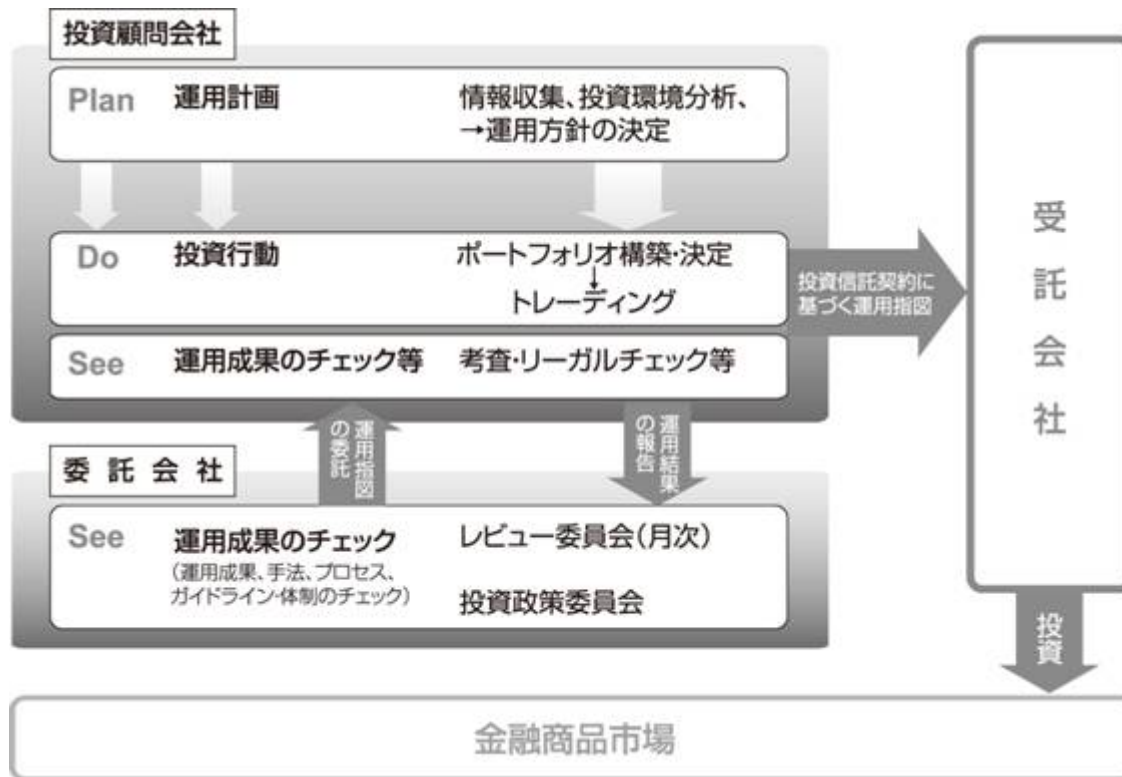 投資顧問会社
Plan 運用計画 情報収集、投資環境分析、
→運用方針の決定
Do 投資行動 ポートフォリオ構築・決定
↓
トレーディング
See 運用成果のチェック等 考査・リーガルチェック等
投資信託契約に
基づく運用指図
受託会社
運用指図
の委託
運用結果
の報告
委託会社
See 運用成果のチェック レビュー委員会(月次)
(運用成果、手法、プロセス、
ガイドライン・体制のチェック)
投資政策委員会
投資
金融商品市場